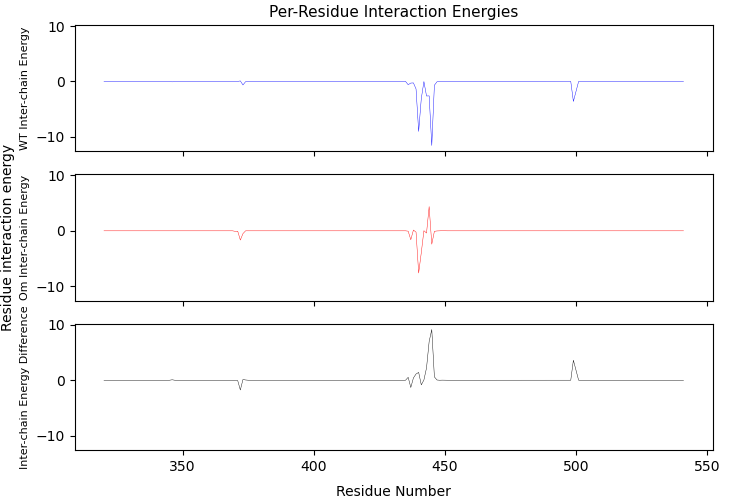 Per-Residue Interaction Energies
Residue interaction energy
WT Inter-chain Energy
10
0
−10
Om Inter-chain Energy
10
0
−10
Inter-chain Energy Difference
10
0
−10
350
400
450
500
550
Residue Number